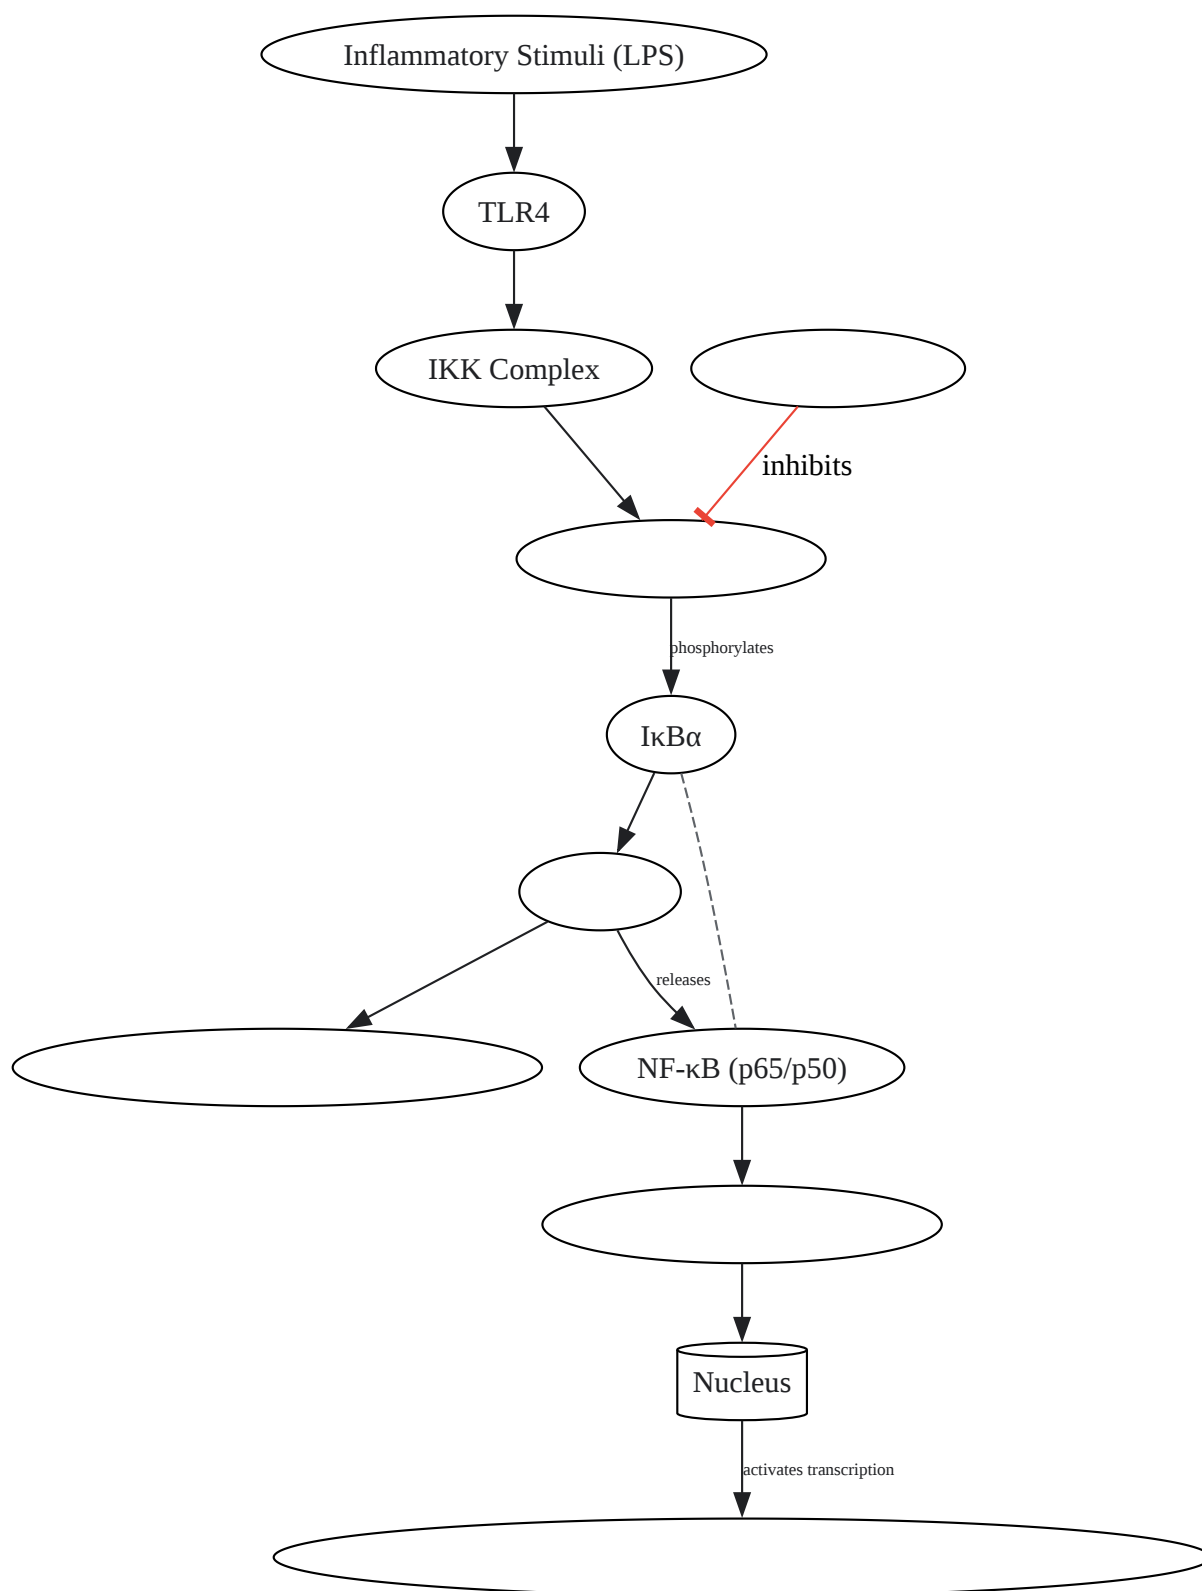 Inflammatory Stimuli (LPS)
TLR4
IKK Complex
inhibits
phosphorylates
IκBα
releases
NF-κB (p65/p50)
Nucleus
activates transcription